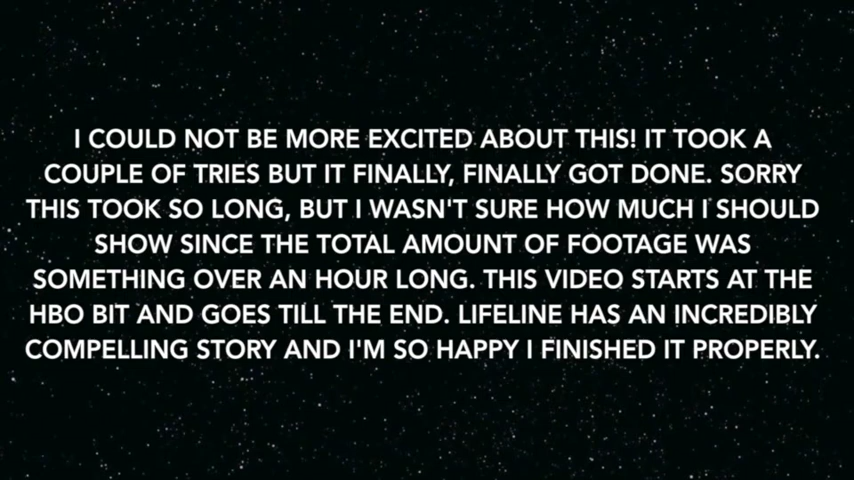 I COULD NOT BE MORE EXCITED ABOUT THIS! IT TOOK A
COUPLE OF TRIES BUT IT FINALLY, FINALLY GOT DONE. SORRY
THIS TOOK SO LONG, BUT I WASN'T SURE HOW MUCH I SHOULD
SHOW SINCE THE TOTAL AMOUNT OF FOOTAGE WAS
SOMETHING OVER AN HOUR LONG. THIS VIDEO STARTS AT THE
HBO BIT AND GOES TILL THE END. LIFELINE HAS AN INCREDIBLY
COMPELLING STORY AND I'M SO HAPPY I FINISHED IT PROPERLY.